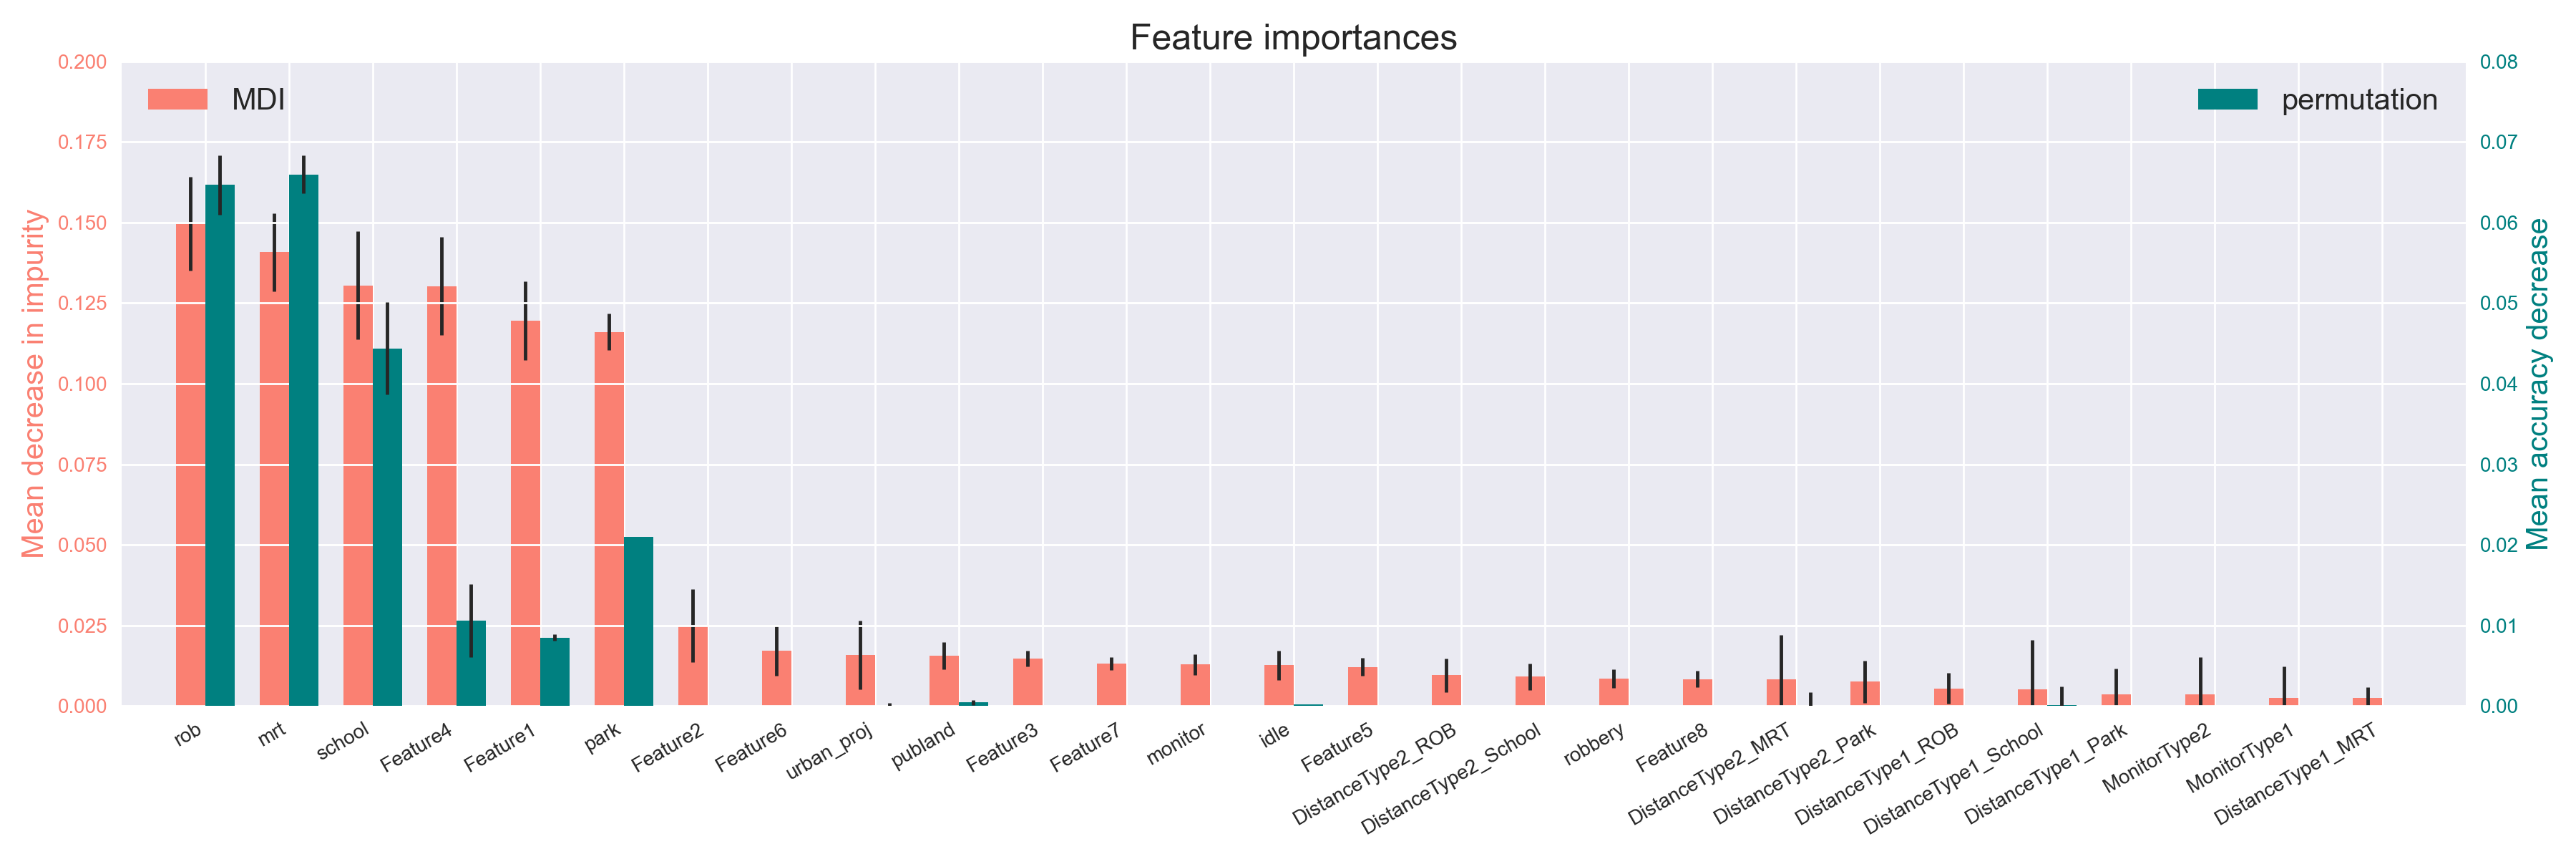 Feature importances
MDI
permutation
Mean decrease in impurity
0.200
0.175
0.150
0.125
0.100
0.075
0.050
0.025
0.000
Mean accuracy decrease
0.08
0.07
0.06
0.05
0.04
0.03
0.02
0.01
0.00
rob
mrt
school
Feature4
Feature1
park
Feature2
Feature6
urban_proj
publand
Feature3
Feature7
monitor
idle
Feature5
DistanceType2_ROB
DistanceType2_School
robbery
Feature8
DistanceType2_MRT
DistanceType2_Park
DistanceType1_ROB
DistanceType1_School
DistanceType1_Park
MonitorType2
MonitorType1
DistanceType1_MRT